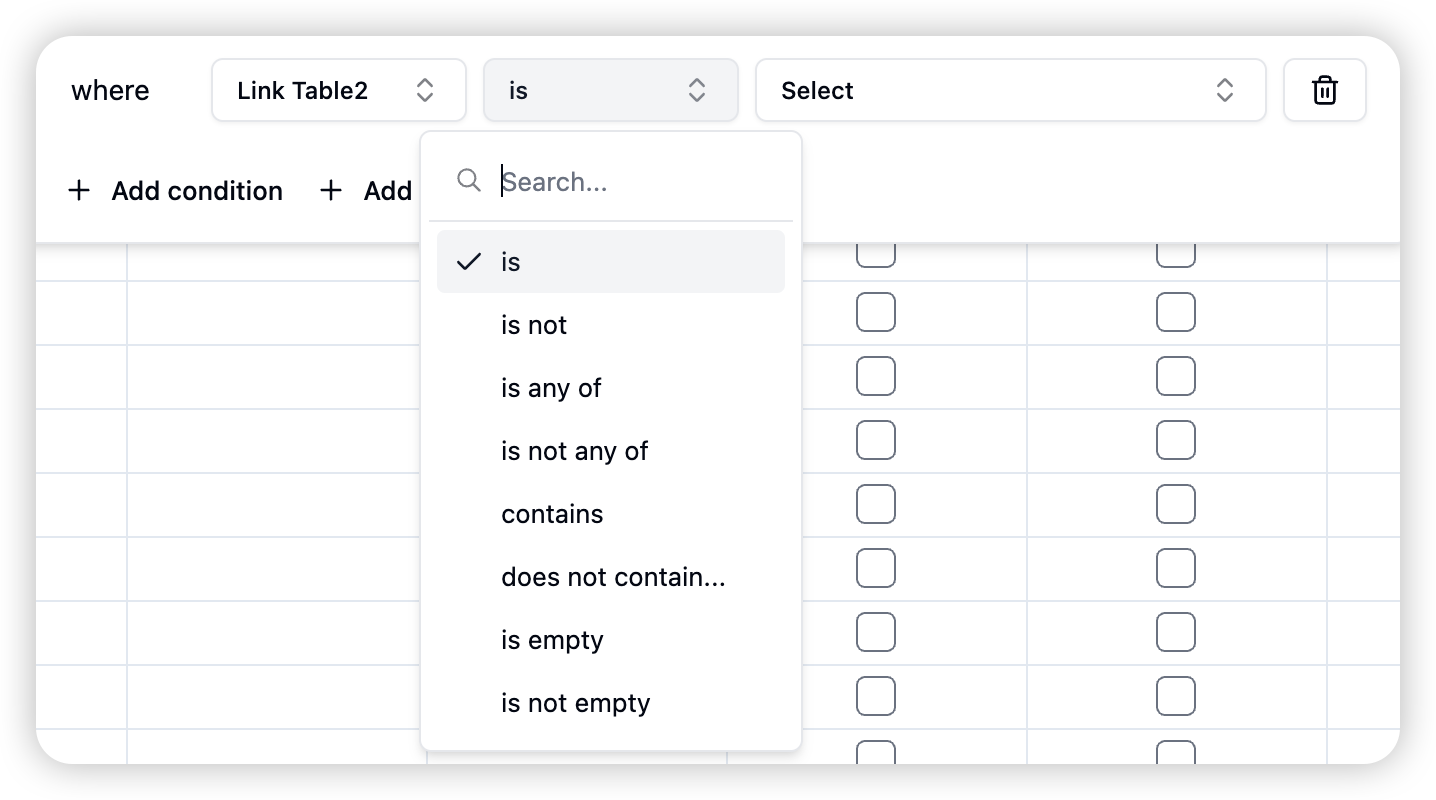 where Link Table2 is Select
Add condition Add
Search...
is
is not
is any of
is not any of
contains
does not contain...
is empty
is not empty